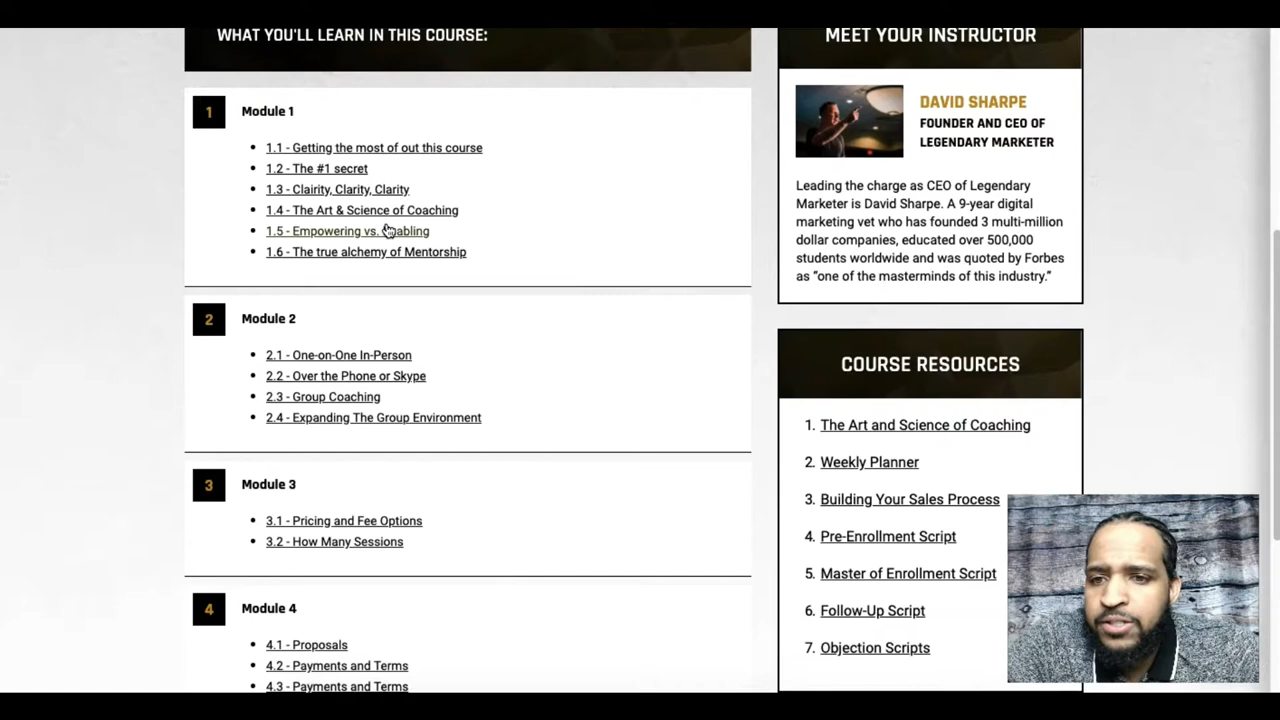 WHAT YOU'LL LEARN IN THIS COURSE:
1
Module 1
1.1 - Getting the most of out this course
1.2 - The #1 secret
1.3 - Clairity, Clarity, Clarity
1.4 - The Art & Science of Coaching
1.5 - Empowering vs. abling
1.6 - The true alchemy of Mentorship
2
Module 2
2.1 - One-on-One In-Person
2.2 - Over the Phone or Skype
2.3 - Group Coaching
2.4 - Expanding The Group Environment
3
Module 3
3.1 - Pricing and Fee Options
3.2 - How Many Sessions
4
Module 4
4.1 - Proposals
4.2 - Payments and Terms
4.3 - Payments and Terms
MEET YOUR INSTRUCTOR
DAVID SHARPE
FOUNDER AND CEO OF
LEGENDARY MARKETER
Leading the charge as CEO of Legendary
Marketer is David Sharpe. A 9-year digital
marketing vet who has founded 3 multi-million
dollar companies, educated over 500,000
students worldwide and was quoted by Forbes
as “one of the masterminds of this industry.”
COURSE RESOURCES
1. The Art and Science of Coaching
2. Weekly Planner
3. Building Your Sales Process
4. Pre-Enrollment Script
5. Master of Enrollment Script
6. Follow-Up Script
7. Objection Scripts